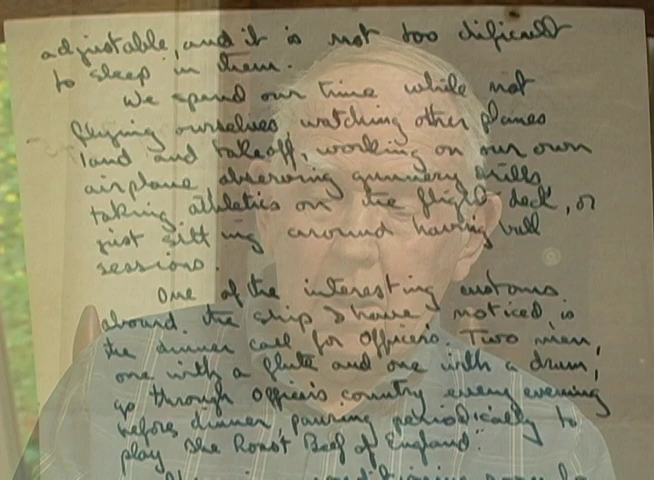 adjustable, and it is not too dificult
to sleep in them.
We spend our time while not
flying ourselves watching other planes
land and takeoff, working on our own
airplane observing gunnery drills
taking athletics on the flight deck, or
just sitting around having bull
sessions.
One of the interesting customs
aboard the ship I have noticed is
the dinner call for Officers. Two men,
one with a flute and one with a drum,
go through Officers country every evening
before dinner, pausing periodically to
play the Roast Beef of England.